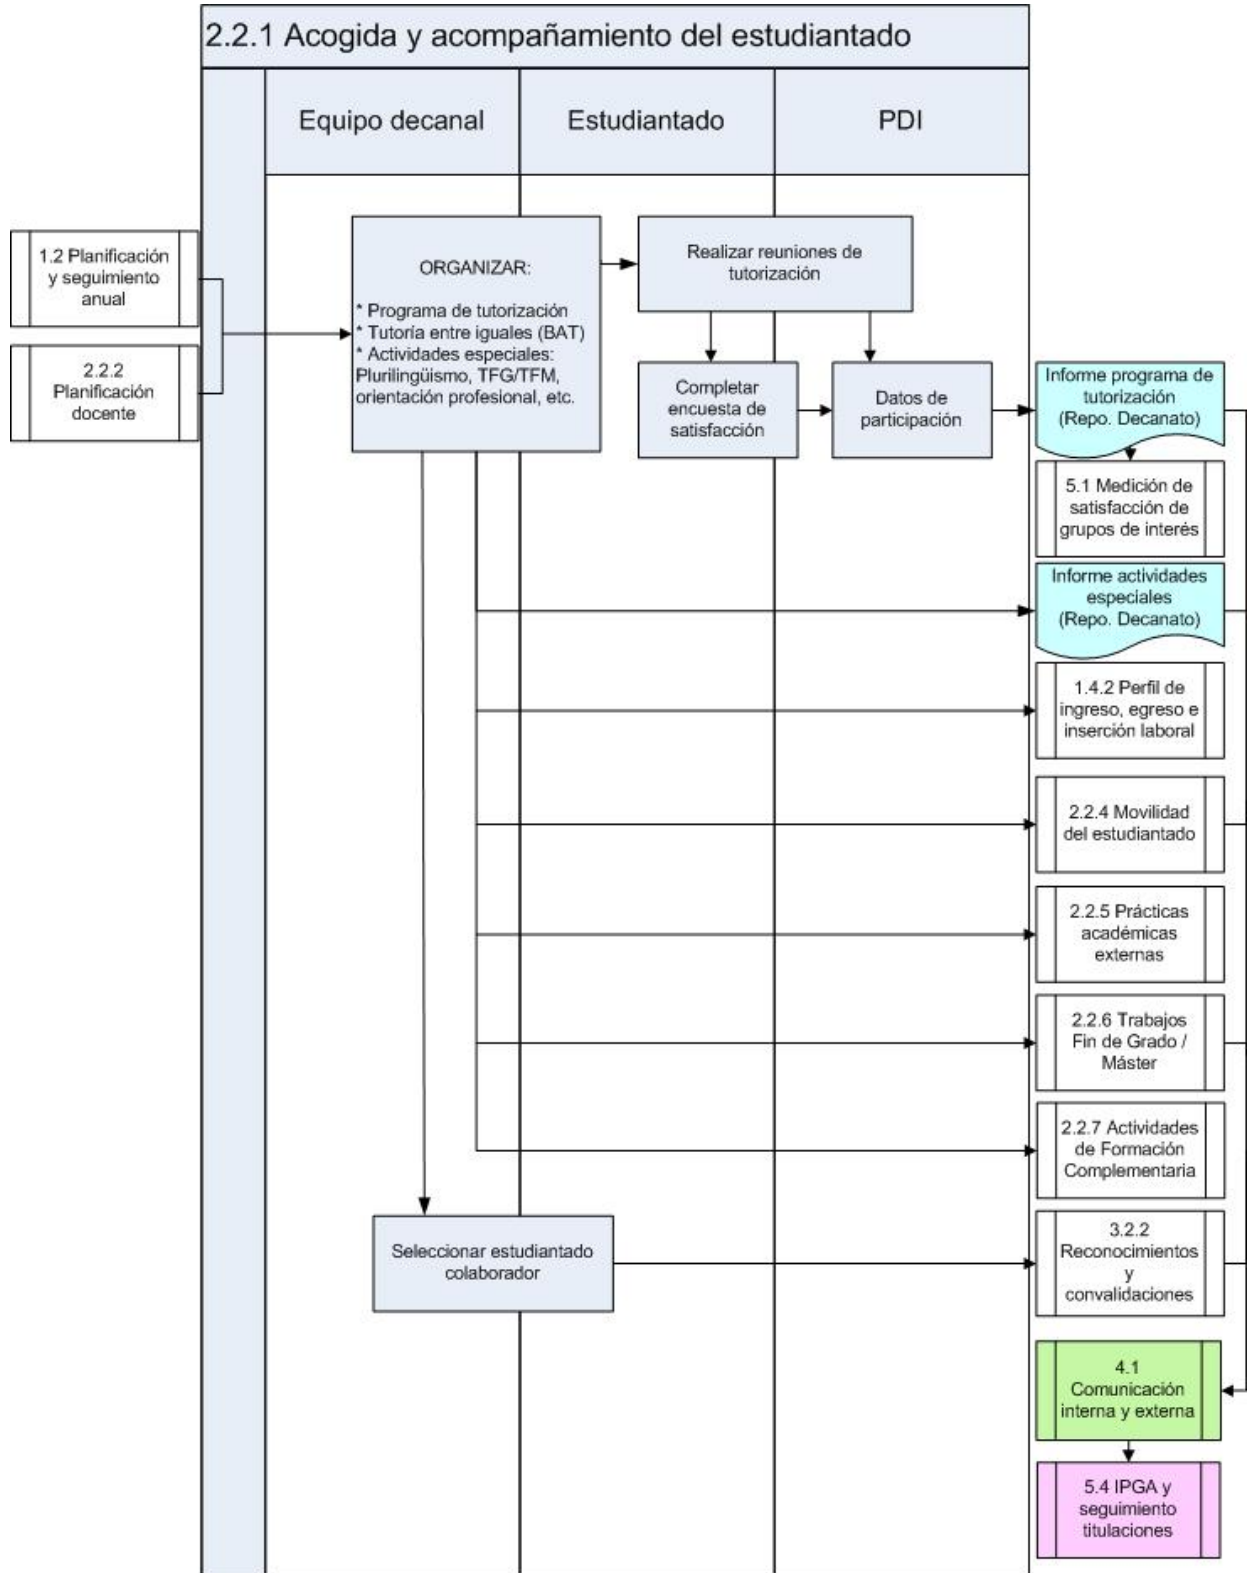 2.2.1 Acogida y acompañamiento del estudiantado
Equipo decanal
Estudiantado
PDI
1.2 Planificación
y seguimiento
anual
2.2.2
Planificación
docente
ORGANIZAR:
* Programa de tutorización
* Tutoría entre iguales (BAT)
* Actividades especiales:
Plurilingüismo, TFG/TFM,
orientación profesional, etc.
Realizar reuniones de
tutorización
Completar
encuesta de
satisfacción
Datos de
participación
Informe programa de
tutorización
(Repo. Decanato)
5.1 Medición de
satisfacción de
grupos de interés
Informe actividades
especiales
(Repo. Decanato)
1.4.2 Perfil de
ingreso, egreso e
inserción laboral
2.2.4 Movilidad
del estudiantado
2.2.5 Prácticas
académicas
externas
2.2.6 Trabajos
Fin de Grado /
Máster
2.2.7 Actividades
de Formación
Complementaria
Seleccionar estudiantado
colaborador
3.2.2
Reconocimientos
y
convalidaciones
4.1
Comunicación
interna y externa
5.4 IPGA y
seguimiento
titulaciones